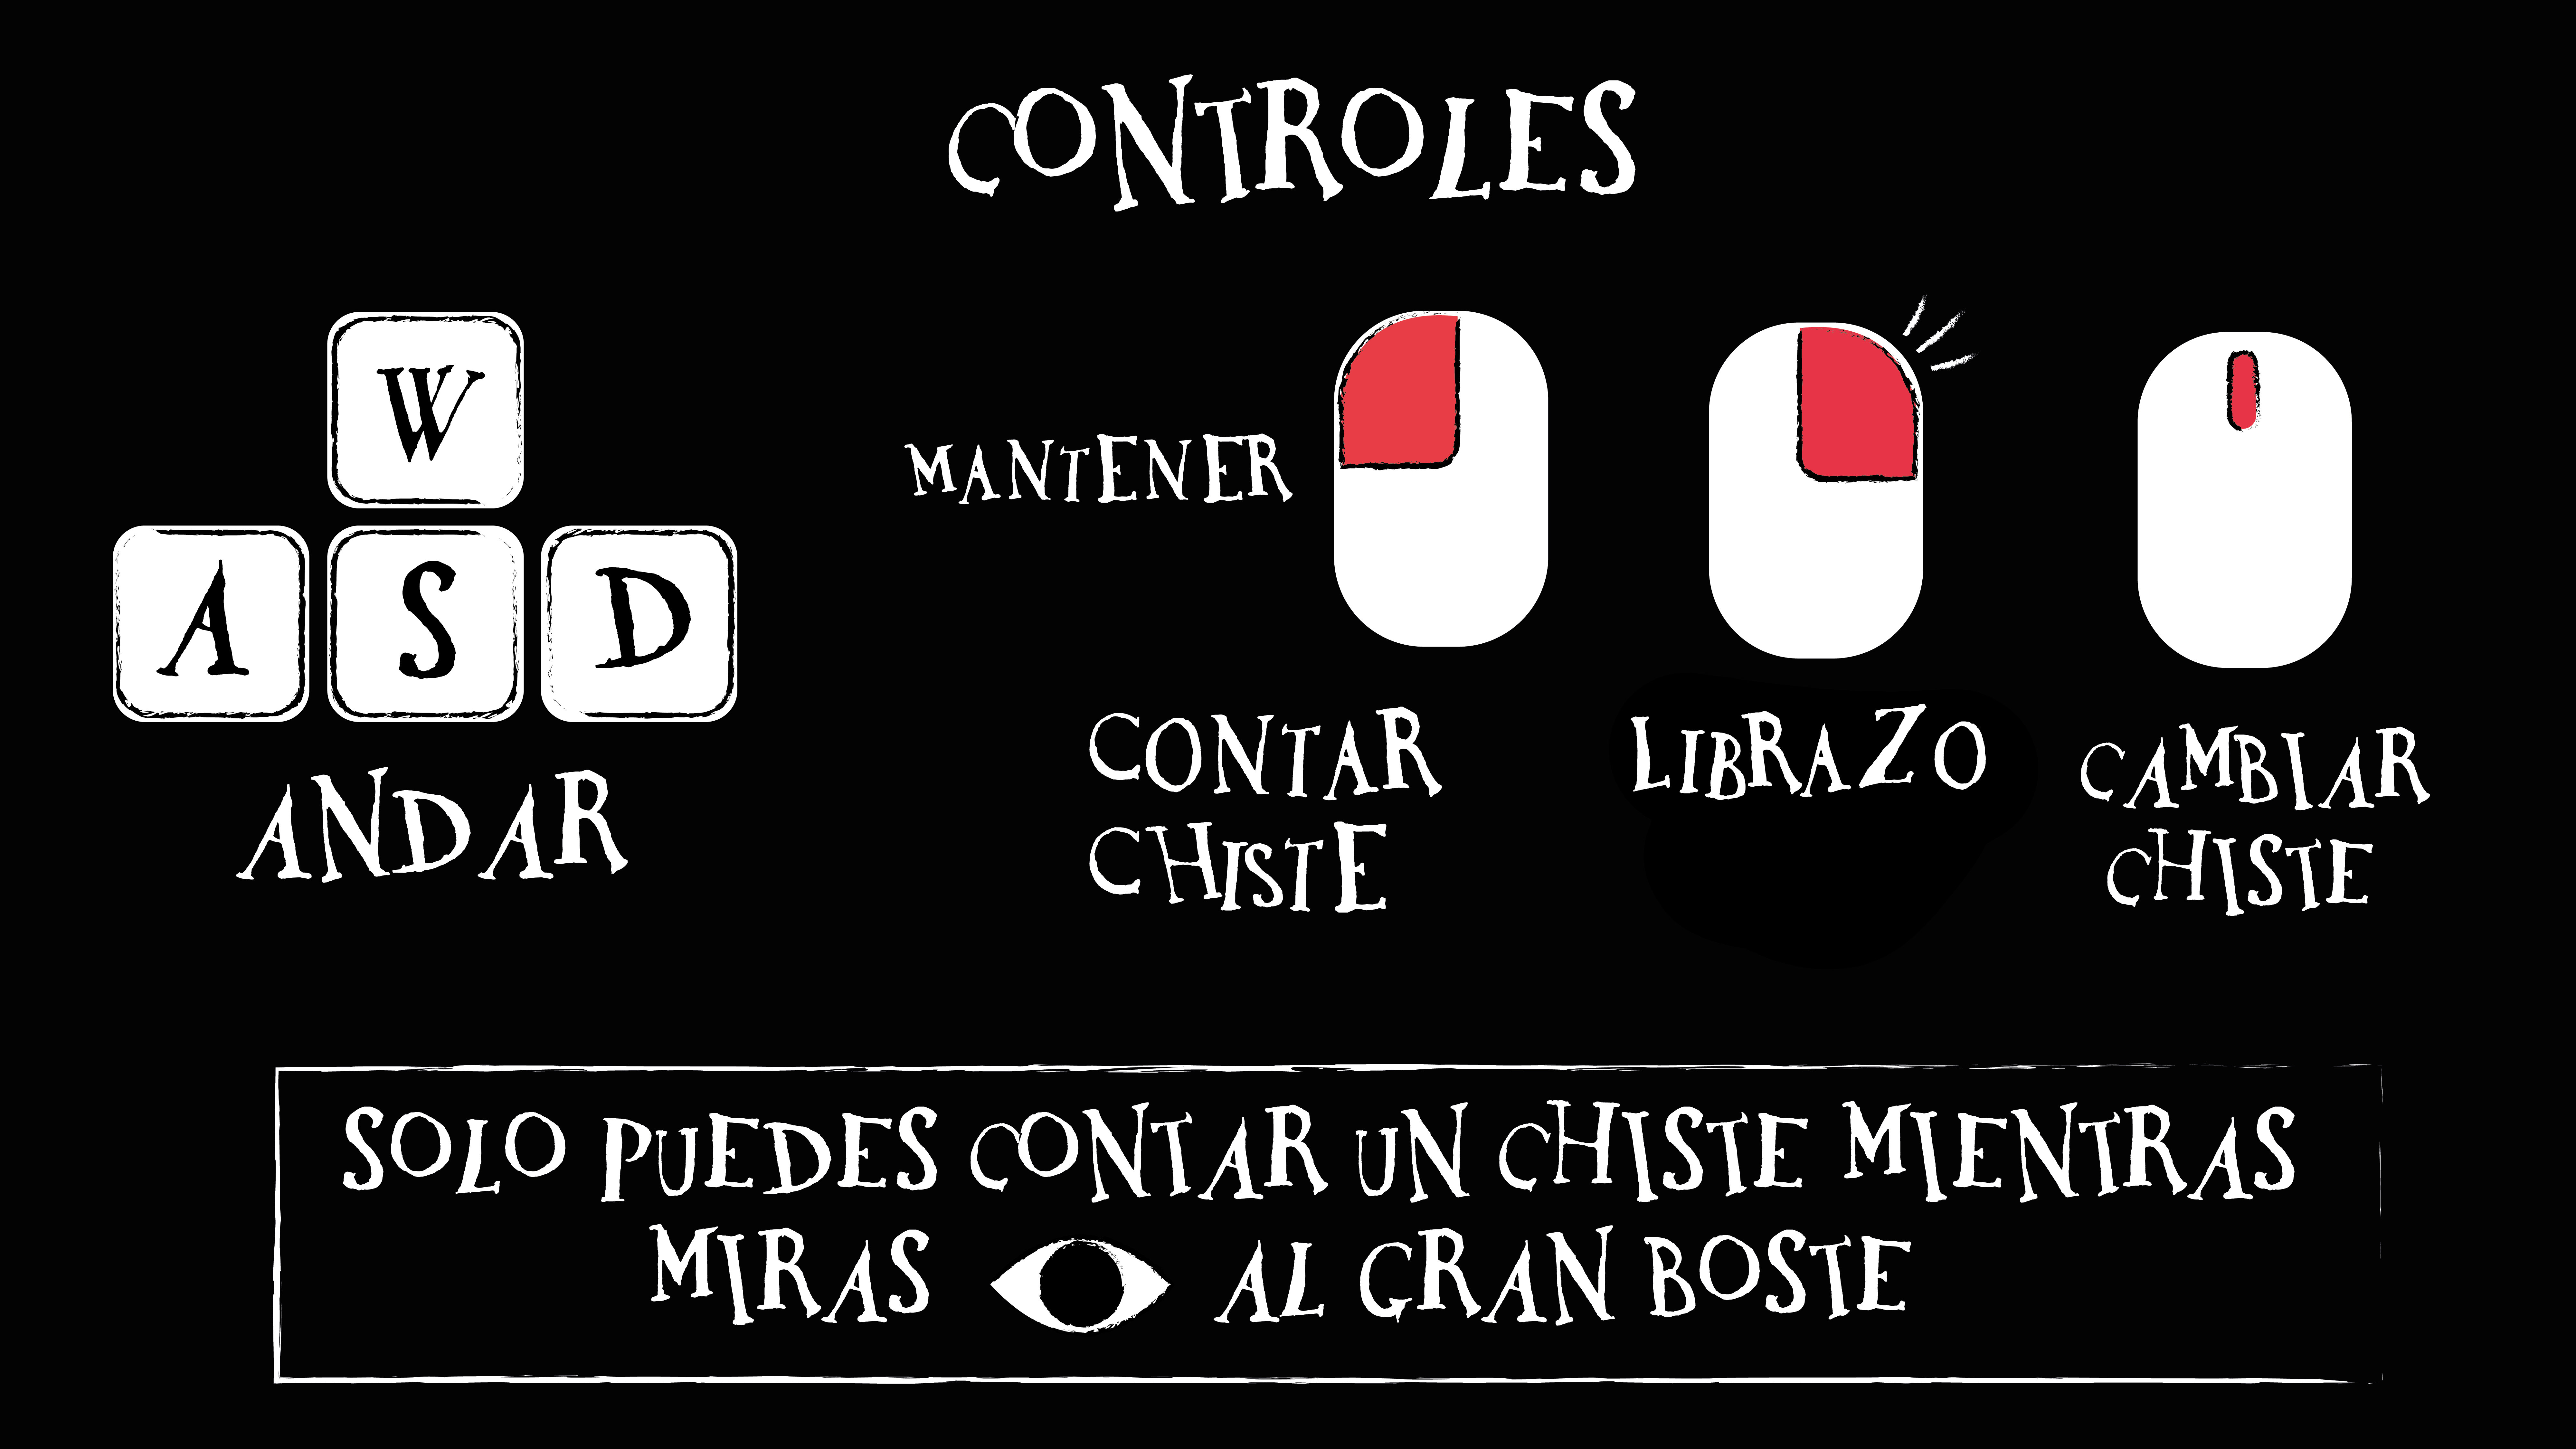 CONTROLES
W
A S D
ANDAR
MANTENER
CONTAR
CHISTE
LIBRAZO
CAMBIAR
CHISTE
SOLO PUEDES CONTAR UN CHISTE MIENTRAS
MIRAS AL GRAN BOSTE